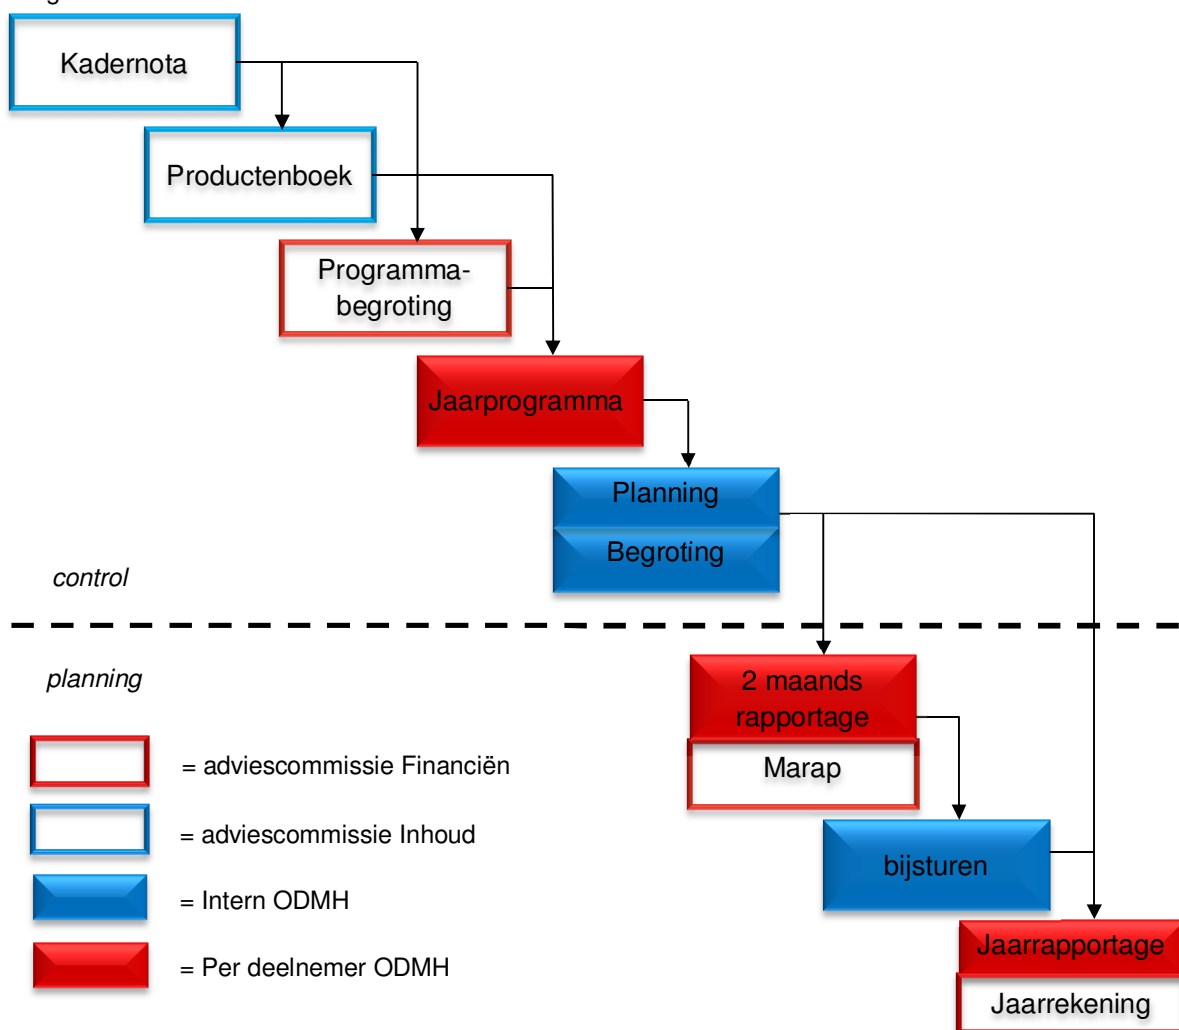 Kadernota
Productenboek
Programma-
begroting
Jaarprogramma
Planning
Begroting
control
planning
2 maands
rapportage
Marap
= adviescommissie Financiën
= adviescommissie Inhoud
bijsturen
= Intern ODMH
= Per deelnemer ODMH
Jaarrapportage
Jaarrekening